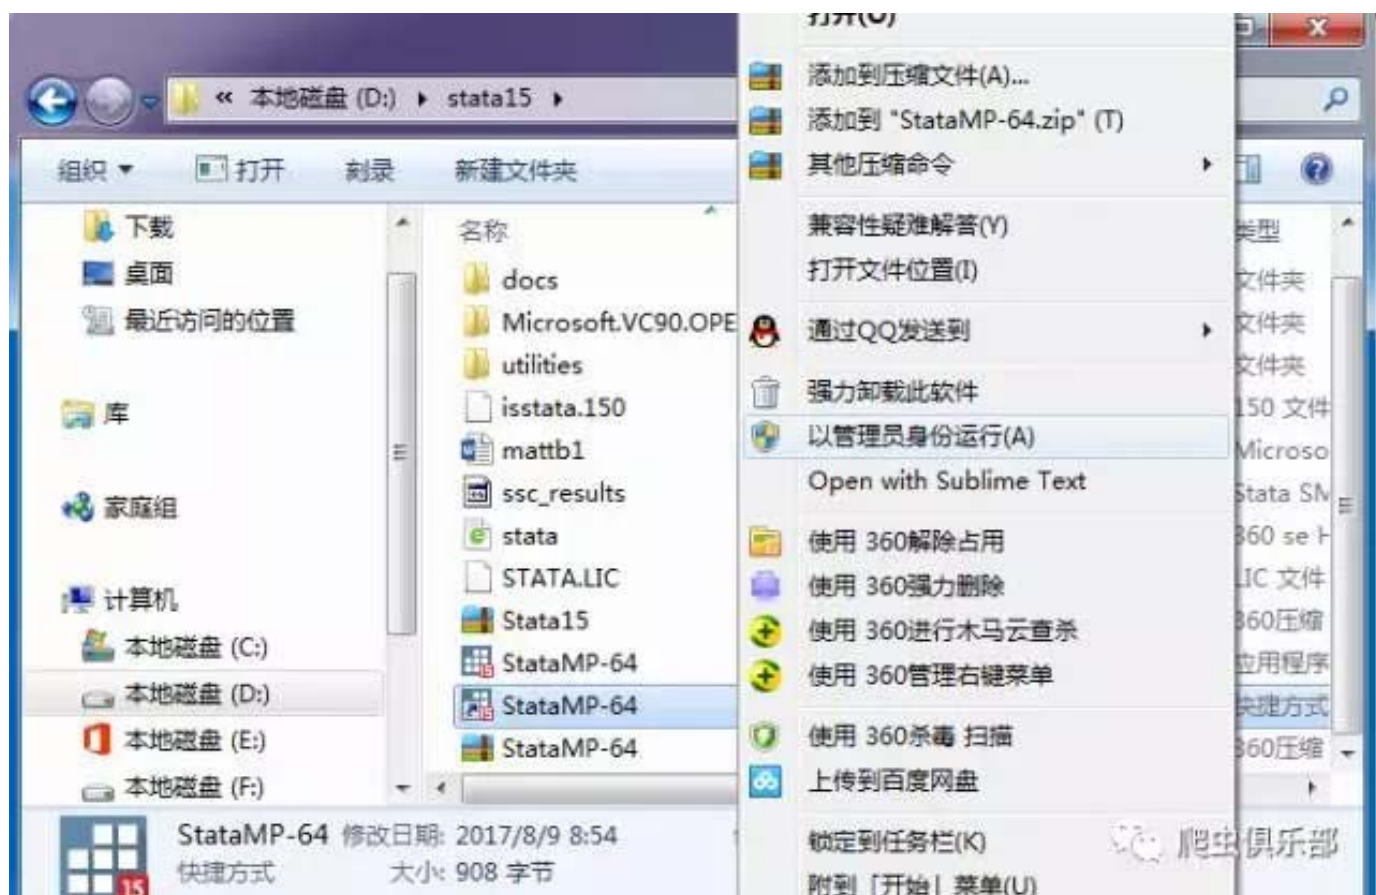 « 本地磁盘 (D:) ▸ stata15 ▸
组织 ▼ 打开 刻录 新建文件夹
下载
桌面
最近访问的位置
库
家庭组
计算机
本地磁盘 (C:)
本地磁盘 (D:)
本地磁盘 (E:)
本地磁盘 (F:)
名称
docs
Microsoft.VC90.OPE
utilities
isstata.150
mattb1
ssc_results
stata
STATA.LIC
Stata15
StataMP-64
StataMP-64
StataMP-64
打开(O)
添加到压缩文件(A)...
添加到 "StataMP-64.zip" (T)
其他压缩命令
兼容性疑难解答(Y)
打开文件位置(I)
通过QQ发送到
强力卸载此软件
以管理员身份运行(A)
Open with Sublime Text
使用 360解除占用
使用 360强力删除
使用 360进行木马云查杀
使用 360管理右键菜单
使用 360杀毒 扫描
上传到百度网盘
锁定到任务栏(K)
附到「开始」菜单(U)
类型
文件夹
文件夹
文件夹
150 文件
Microso
Stata SM
360 se H
LIC 文件
360压缩
应用程序
快捷方式
360压缩
StataMP-64 修改日期: 2017/8/9 8:54
快捷方式 大小: 908 字节
15
爬虫俱乐部